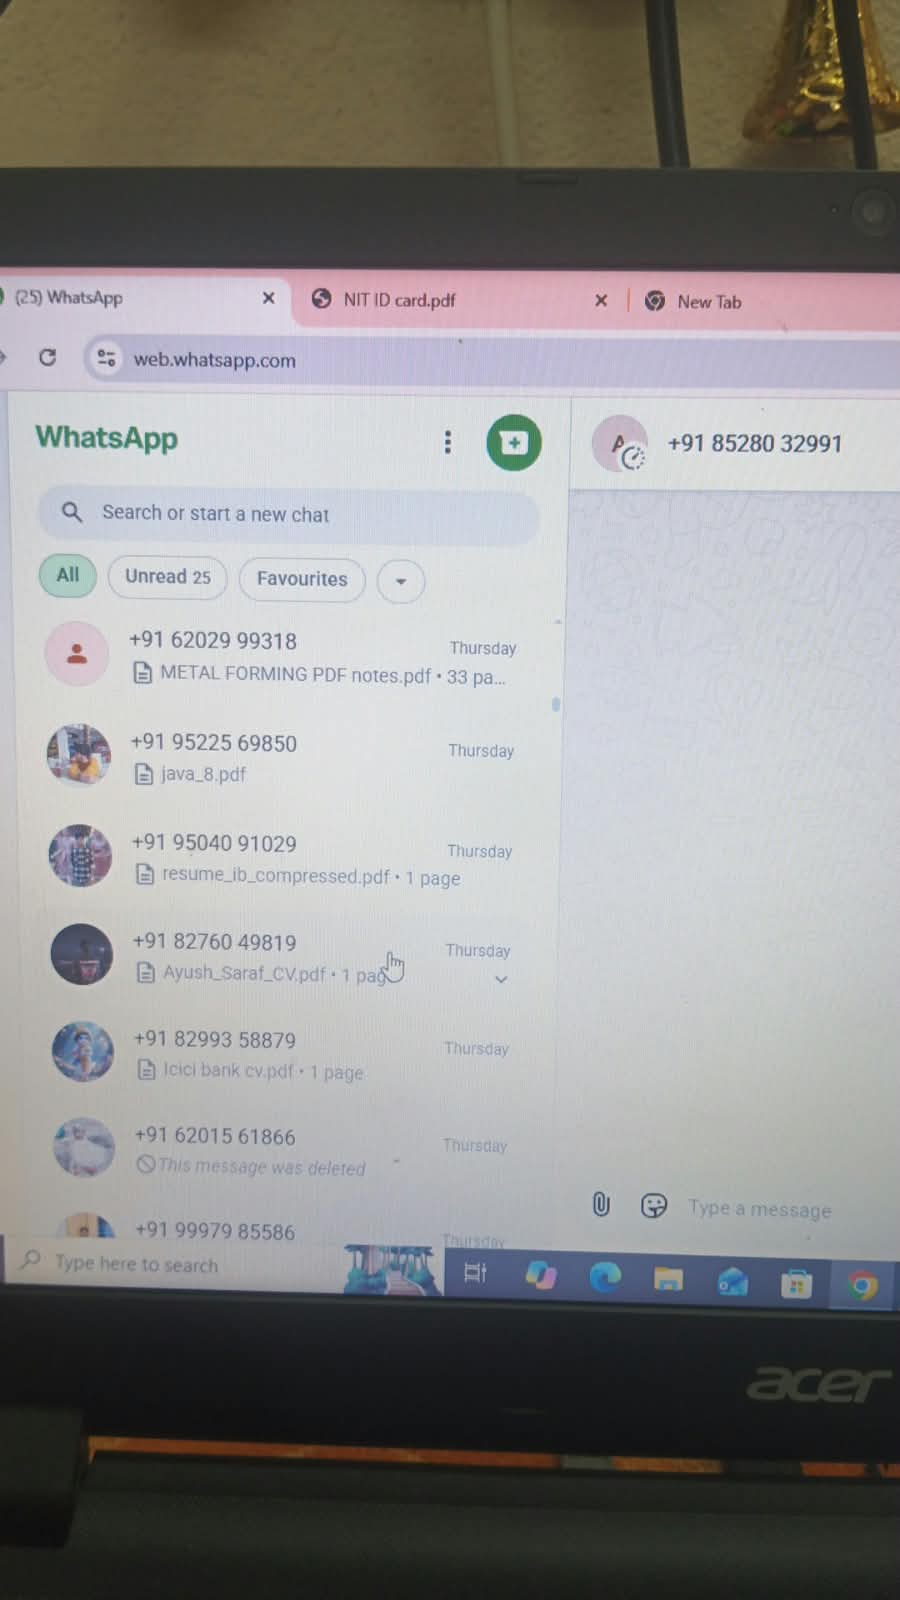 (25) WhatsApp
NIT ID card.pdf
New Tab
web.whatsapp.com
WhatsApp
+91 85280 32991
Search or start a new chat
All
Unread 25
Favourites
+91 62029 99318
Thursday
METAL FORMING PDF notes.pdf • 33 pa...
+91 95225 69850
Thursday
java_8.pdf
+91 95040 91029
Thursday
resume_ib_compressed.pdf • 1 page
+91 82760 49819
Thursday
Ayush_Saraf_CV.pdf • 1 pag
+91 82993 58879
Thursday
Icici bank cv.pdf • 1 page
+91 62015 61866
Thursday
This message was deleted
+91 99979 85586
Thursday
Type a message
Type here to search
acer